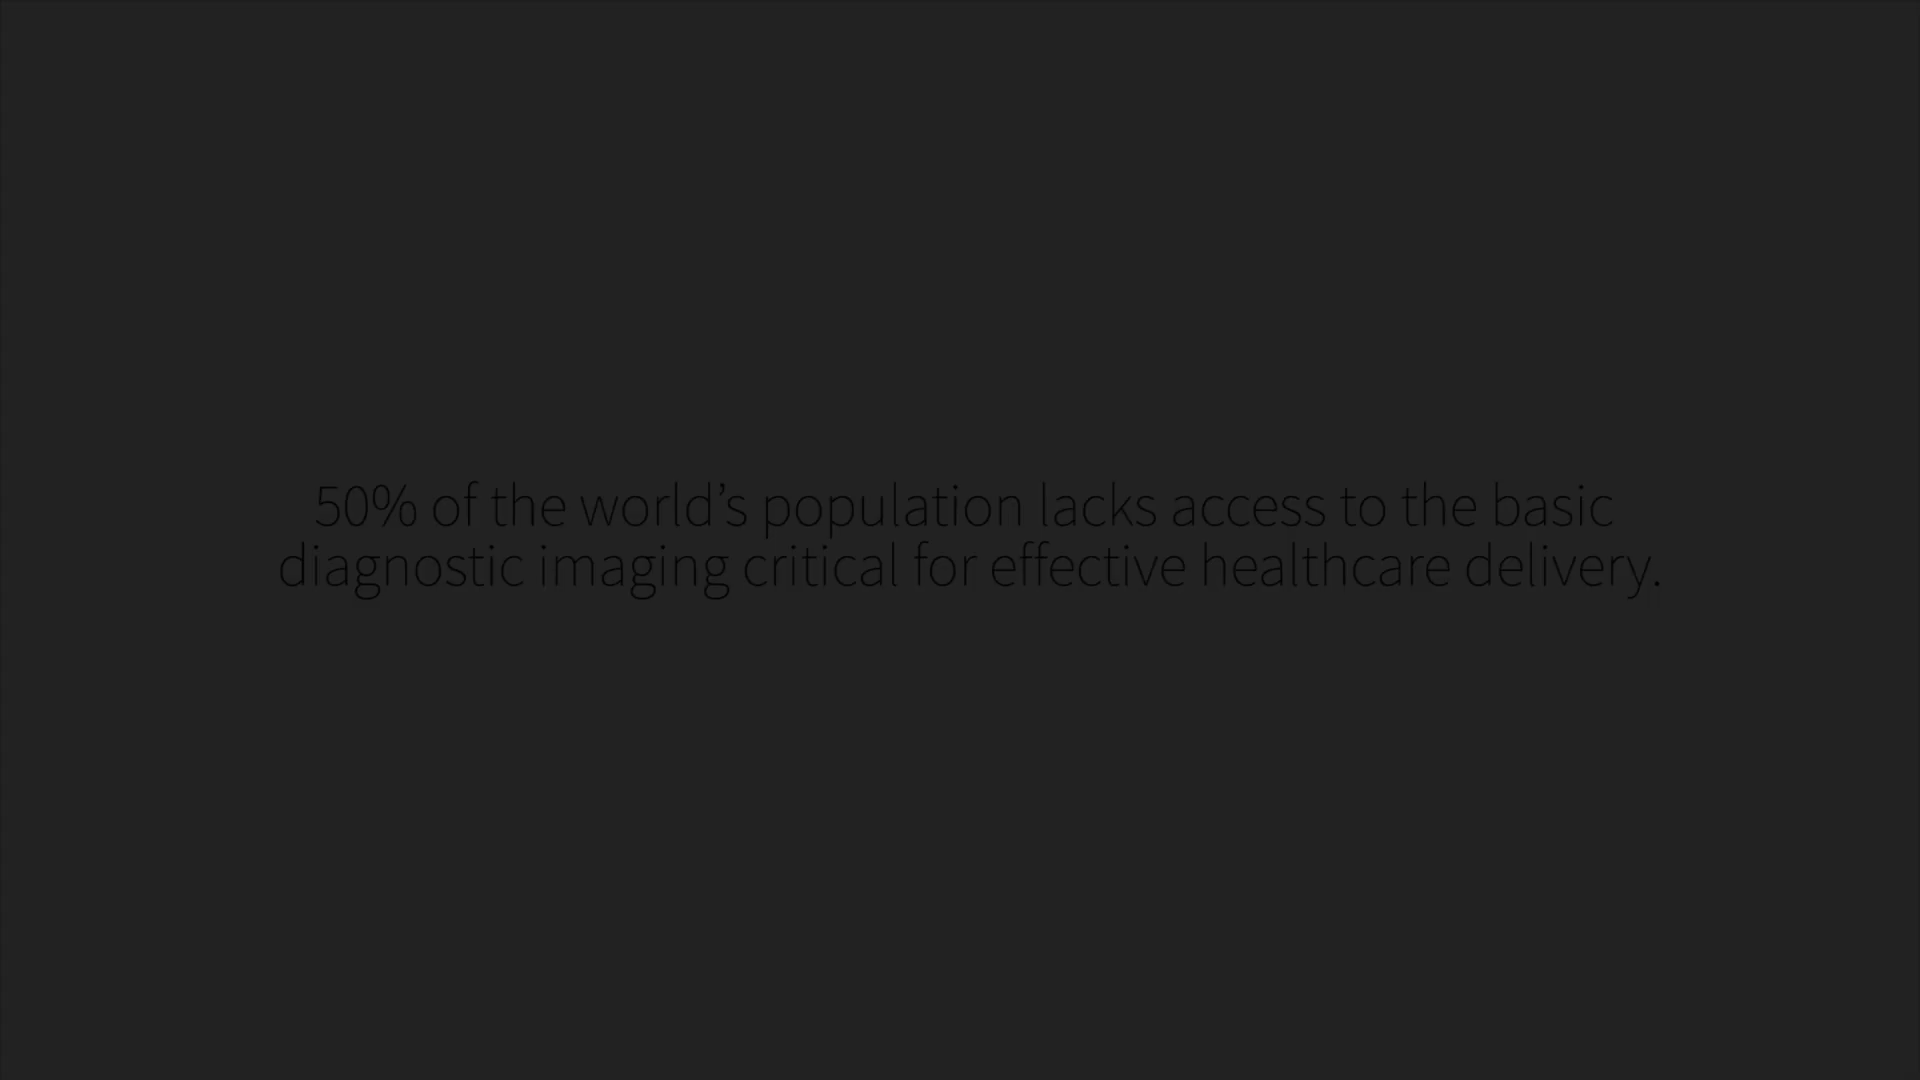 50% of the world’s population lacks access to the basic
diagnostic imaging critical for effective healthcare delivery.